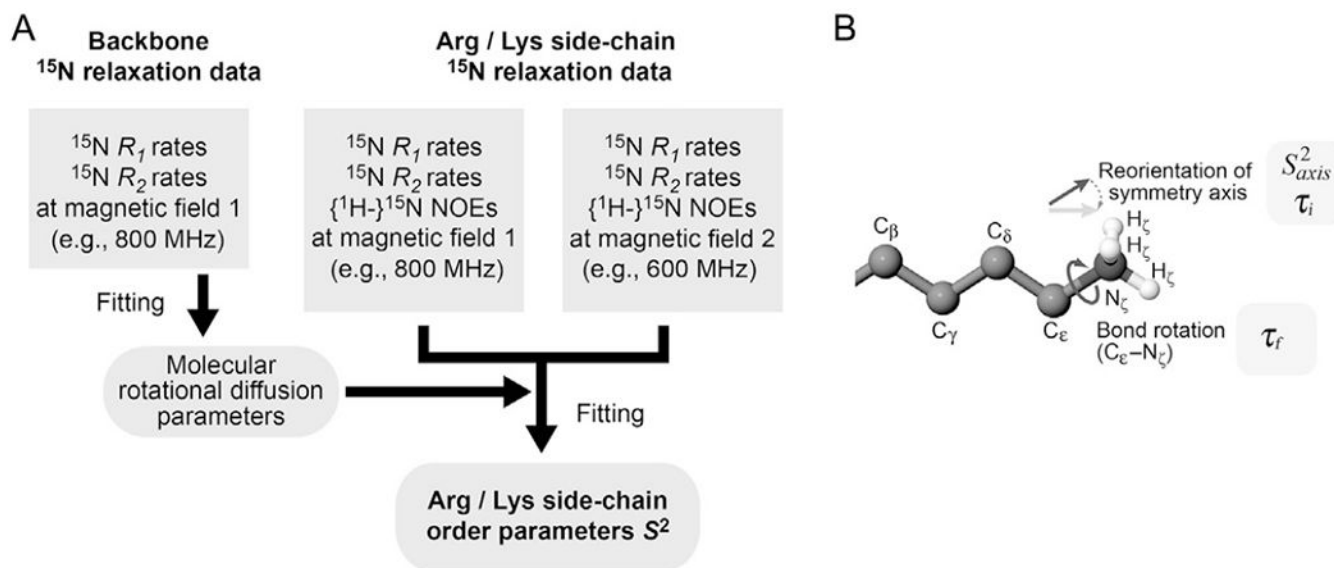 A
Backbone
¹⁵N relaxation data
Arg / Lys side-chain
¹⁵N relaxation data
¹⁵N R₁ rates
¹⁵N R₂ rates
at magnetic field 1
(e.g., 800 MHz)
¹⁵N R₁ rates
¹⁵N R₂ rates
{¹H-}¹⁵N NOEs
at magnetic field 1
(e.g., 800 MHz)
¹⁵N R₁ rates
¹⁵N R₂ rates
{¹H-}¹⁵N NOEs
at magnetic field 2
(e.g., 600 MHz)
Fitting
Molecular
rotational diffusion
parameters
Fitting
Arg / Lys side-chain
order parameters S²
B
Reorientation of
symmetry axis
S²axis
τi
Cβ
Cγ
Cδ
Cε
Hζ
Hζ
Hζ
Nζ
Bond rotation
(Cε–Nζ)
τf